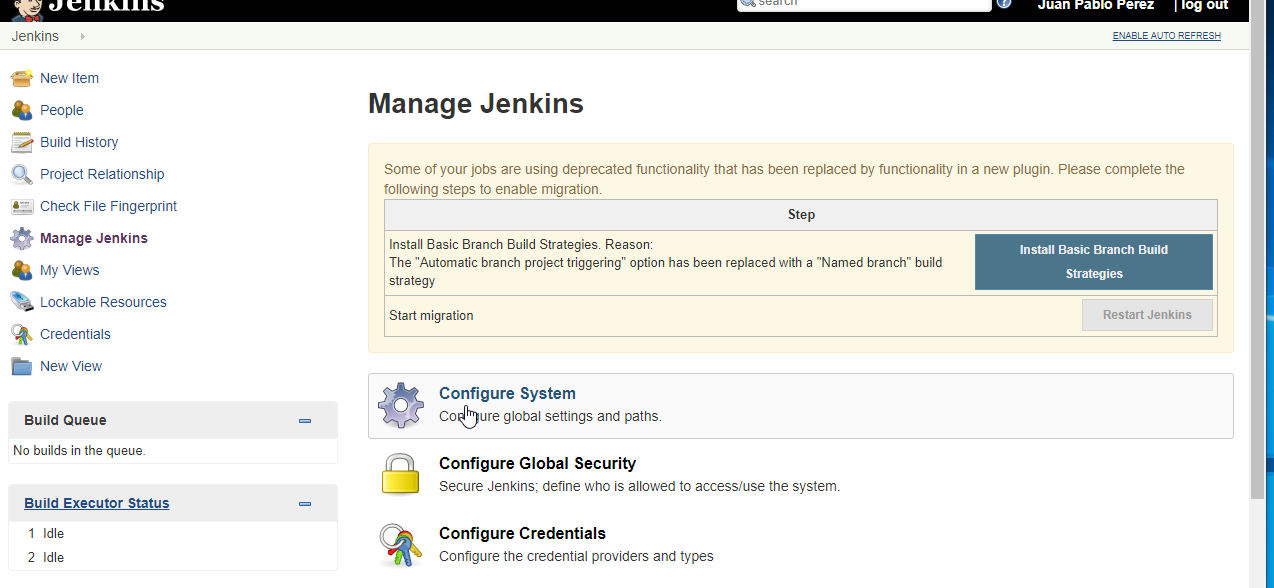 Jenkins
search
Juan Pablo Perez | log out
Jenkins
ENABLE AUTO REFRESH
New Item
People
Build History
Project Relationship
Check File Fingerprint
Manage Jenkins
My Views
Lockable Resources
Credentials
New View
Build Queue
No builds in the queue.
Build Executor Status
1 Idle
2 Idle
Manage Jenkins
Some of your jobs are using deprecated functionality that has been replaced by functionality in a new plugin. Please complete the
following steps to enable migration.
Step
Install Basic Branch Build Strategies. Reason:
The "Automatic branch project triggering" option has been replaced with a "Named branch" build
strategy
Install Basic Branch Build
Strategies
Start migration
Restart Jenkins
Configure System
Configure global settings and paths.
Configure Global Security
Secure Jenkins; define who is allowed to access/use the system.
Configure Credentials
Configure the credential providers and types